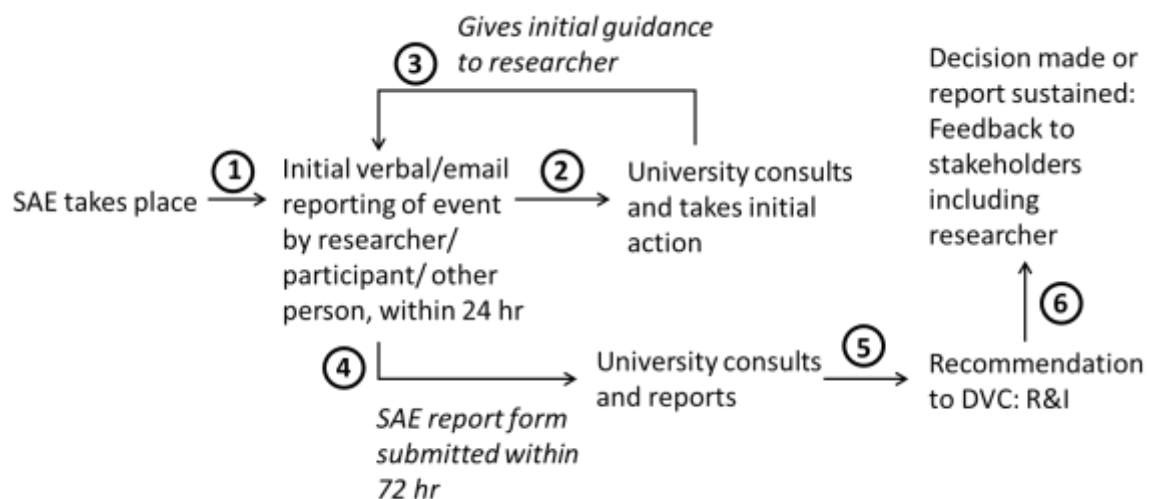 Gives initial guidance
to researcher
3
Decision made or
report sustained:
Feedback to
stakeholders
including
researcher
SAE takes place
1
Initial verbal/email
reporting of event
by researcher/
participant/ other
person, within 24 hr
2
University consults
and takes initial
action
4
SAE report form
submitted within
72 hr
University consults
and reports
5
Recommendation
to DVC: R&I
6